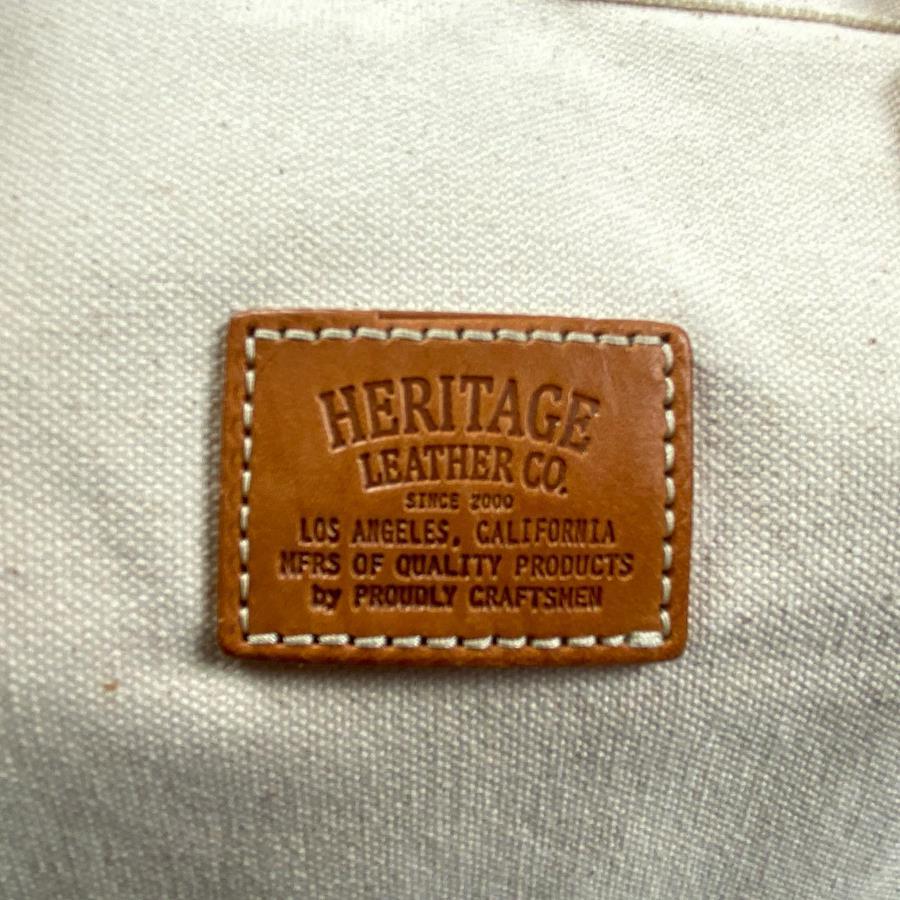 HERITAGE
LEATHER CO.
SINCE 2000
LOS ANGELES, CALIFORNIA
MFRS OF QUALITY PRODUCTS
by PROUDLY CRAFTSMEN